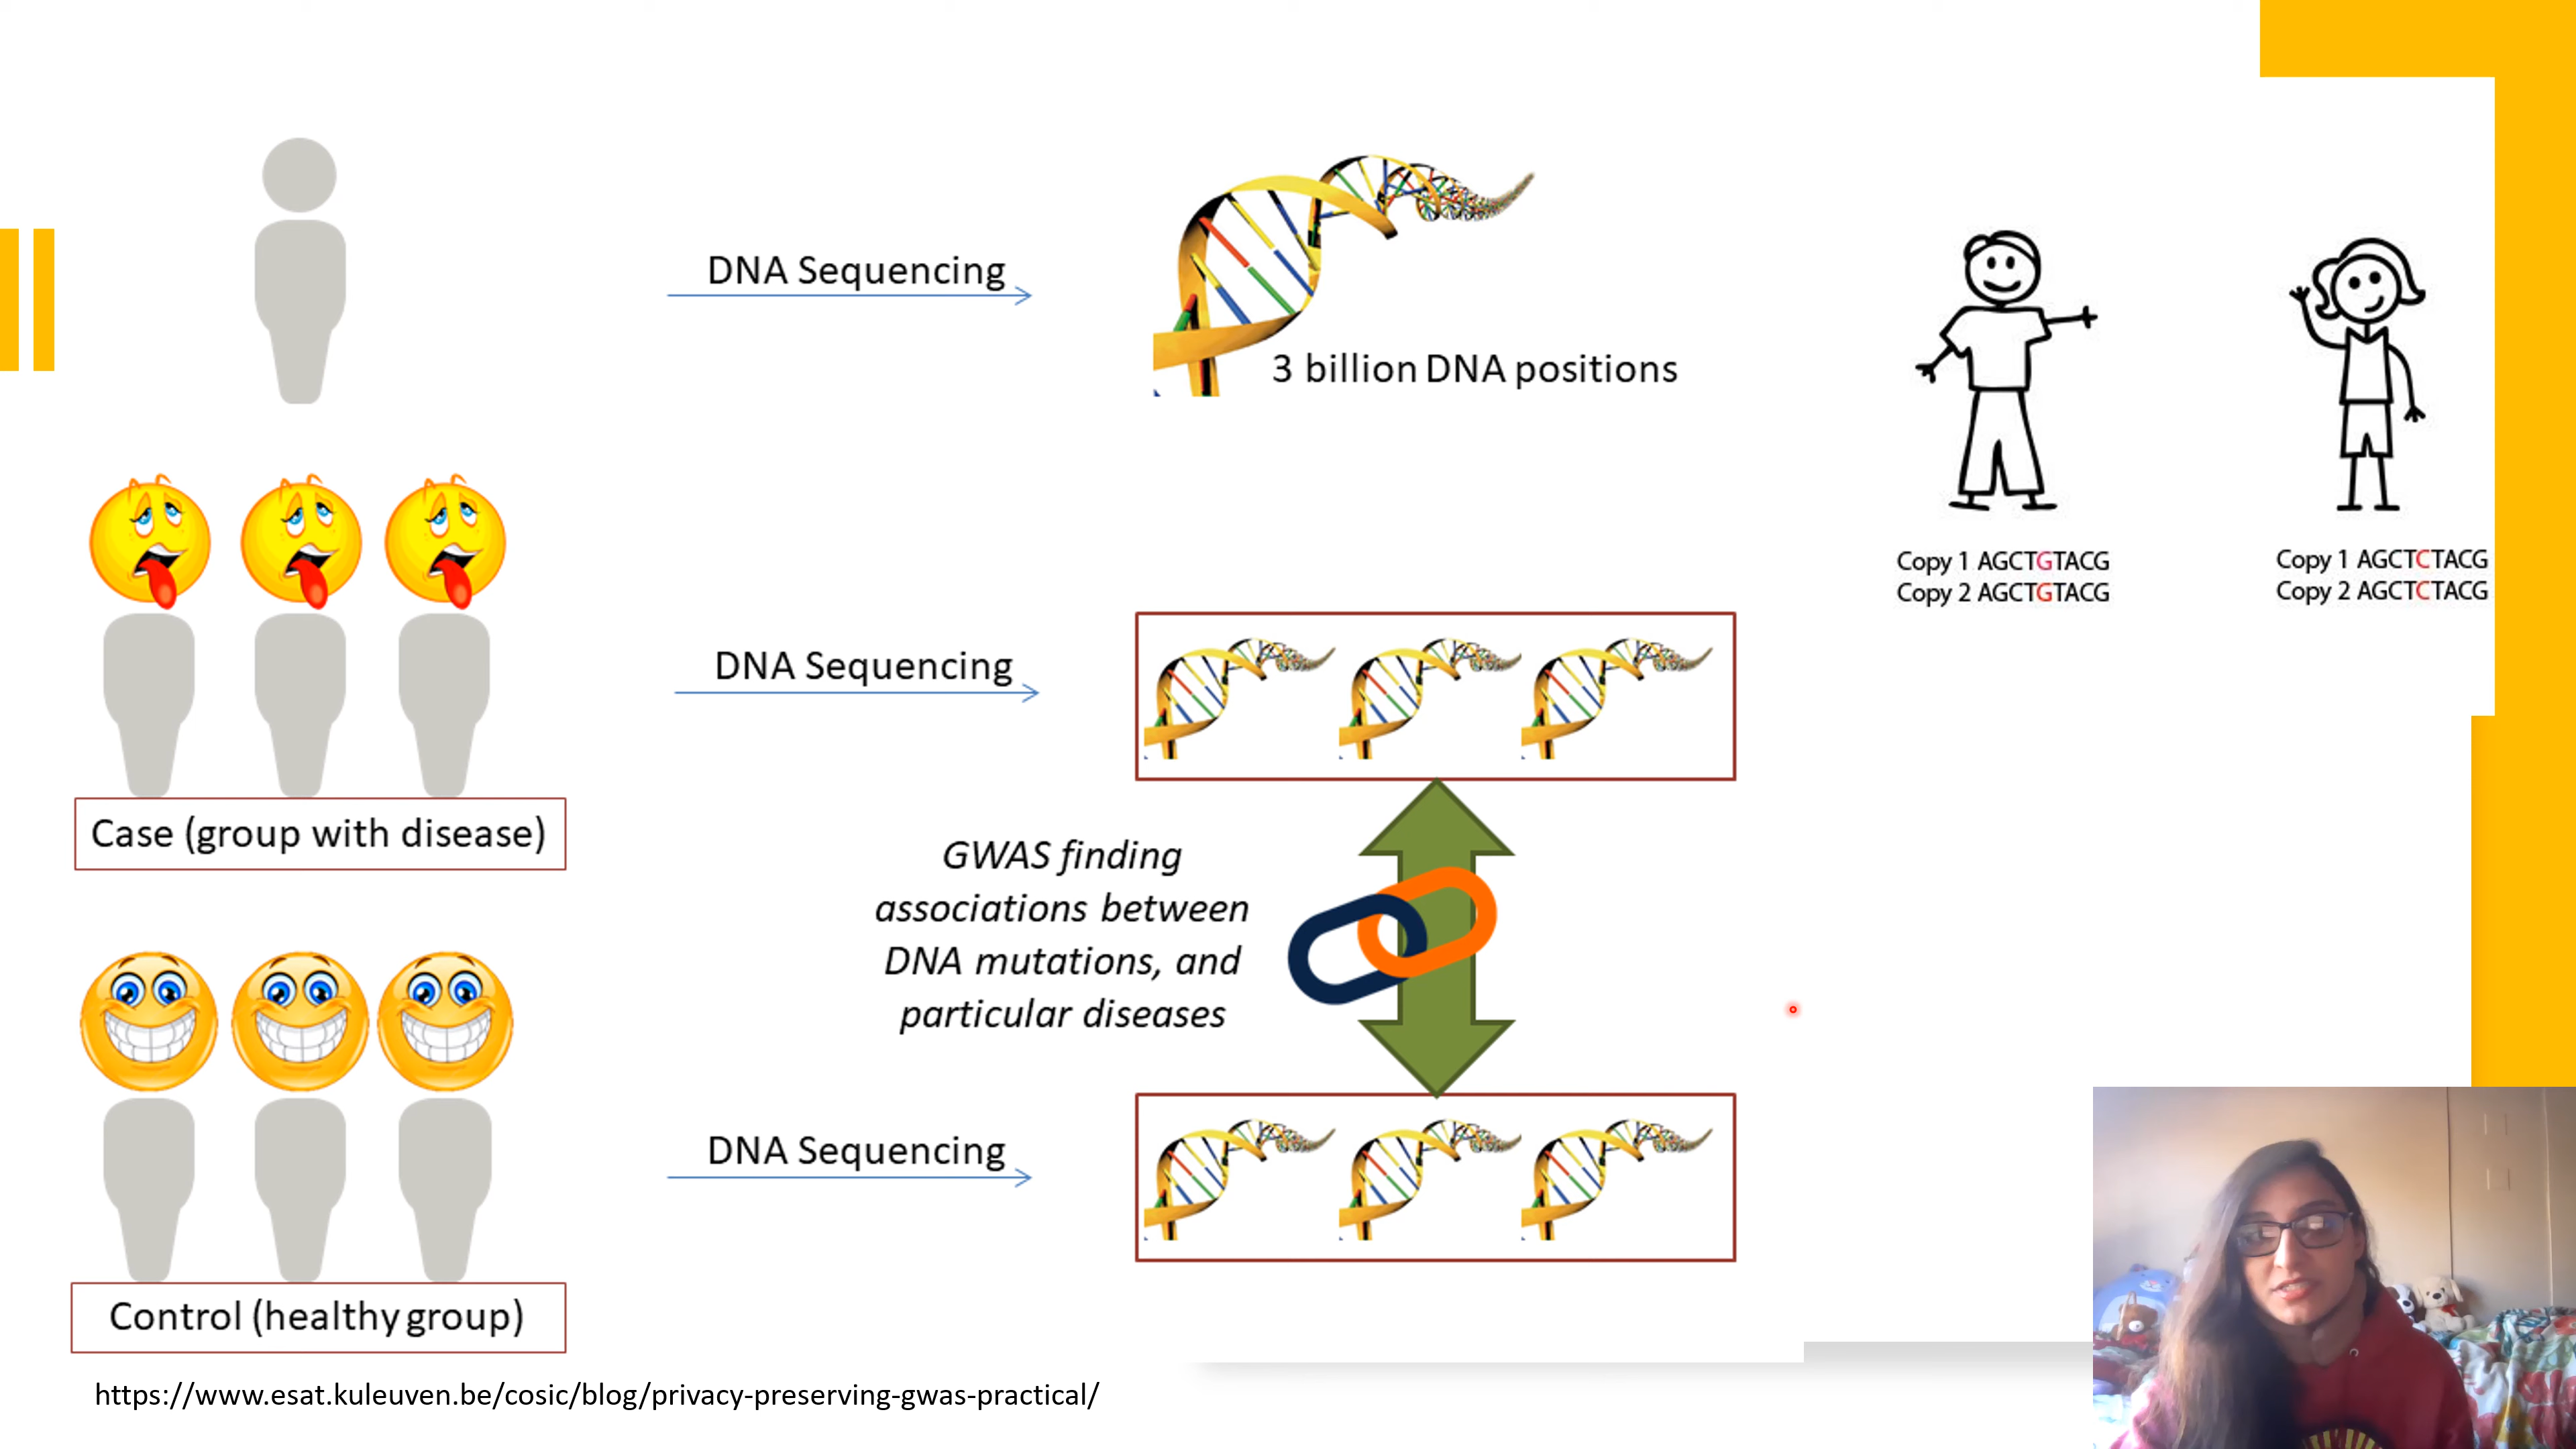 DNA Sequencing
3 billion DNA positions
Copy 1 AGCTGTACG
Copy 2 AGCTGTACG
Copy 1 AGCTCTACG
Copy 2 AGCTCTACG
DNA Sequencing
Case (group with disease)
GWAS finding
associations between
DNA mutations, and
particular diseases
DNA Sequencing
Control (healthy group)
https://www.esat.kuleuven.be/cosic/blog/privacy-preserving-gwas-practical/